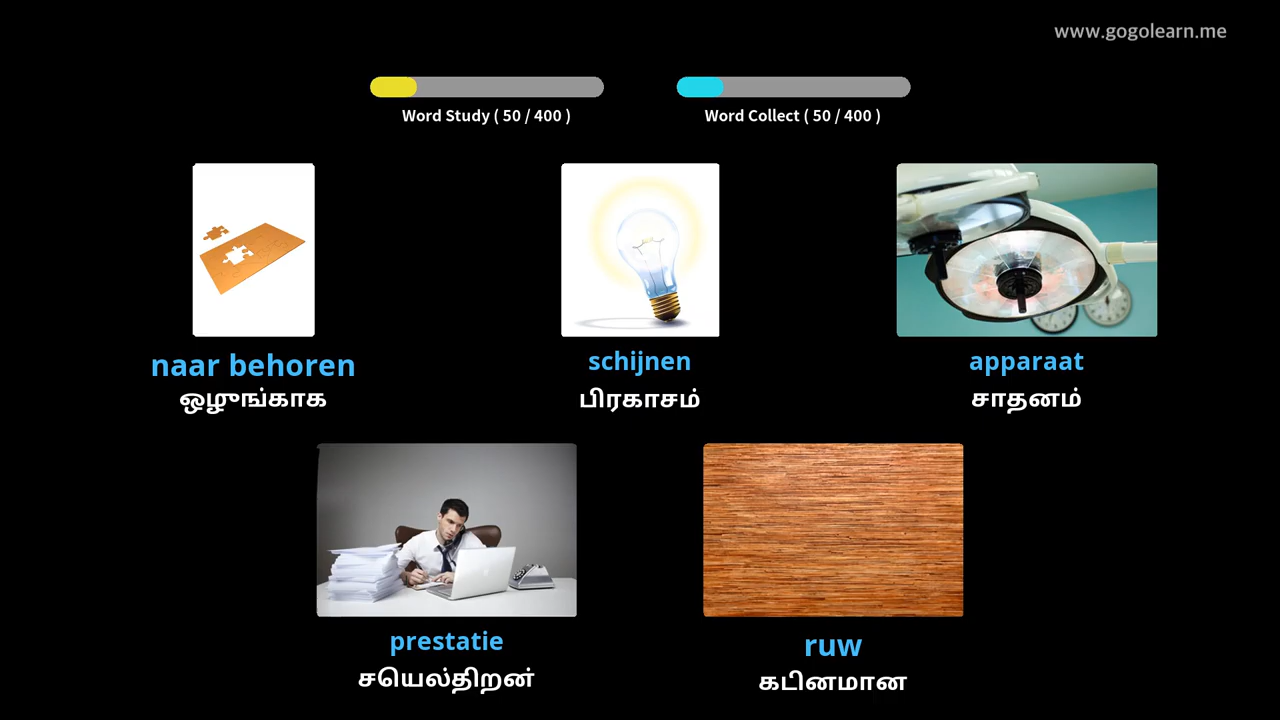 www.gogolearn.me
Word Study ( 50 / 400 )
Word Collect ( 50 / 400 )
naar behoren
ஒழுங்காக
schijnen
பிரகாசம்
apparaat
சாதனம்
prestatie
சயெல்திறன்
ruw
கடினமான